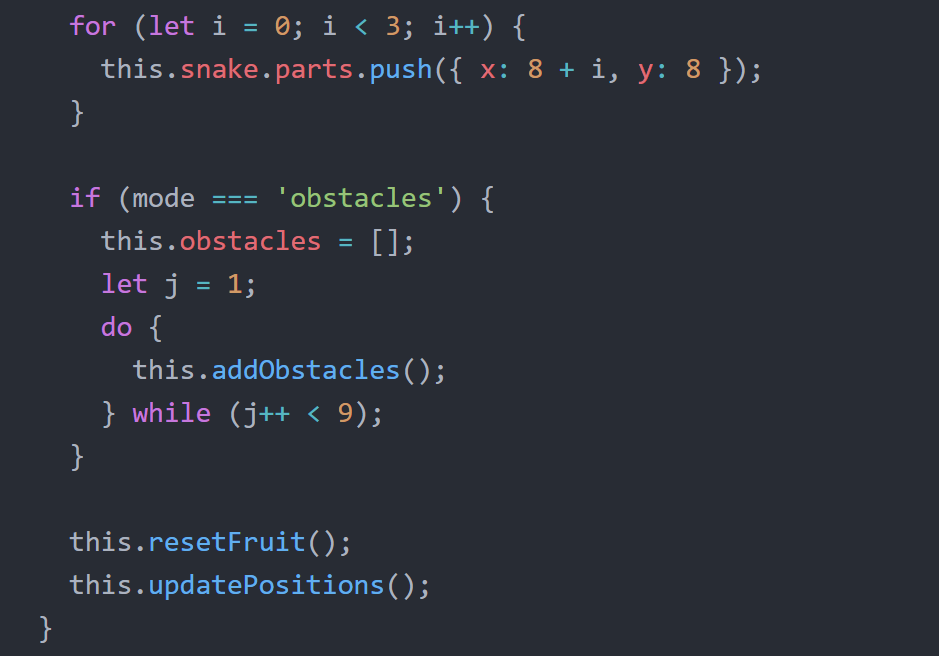 for (let i = 0; i < 3; i++) {
this.snake.parts.push({ x: 8 + i, y: 8 });
}
if (mode === 'obstacles') {
this.obstacles = [];
let j = 1;
do {
this.addObstacles();
} while (j++ < 9);
}
this.resetFruit();
this.updatePositions();
}